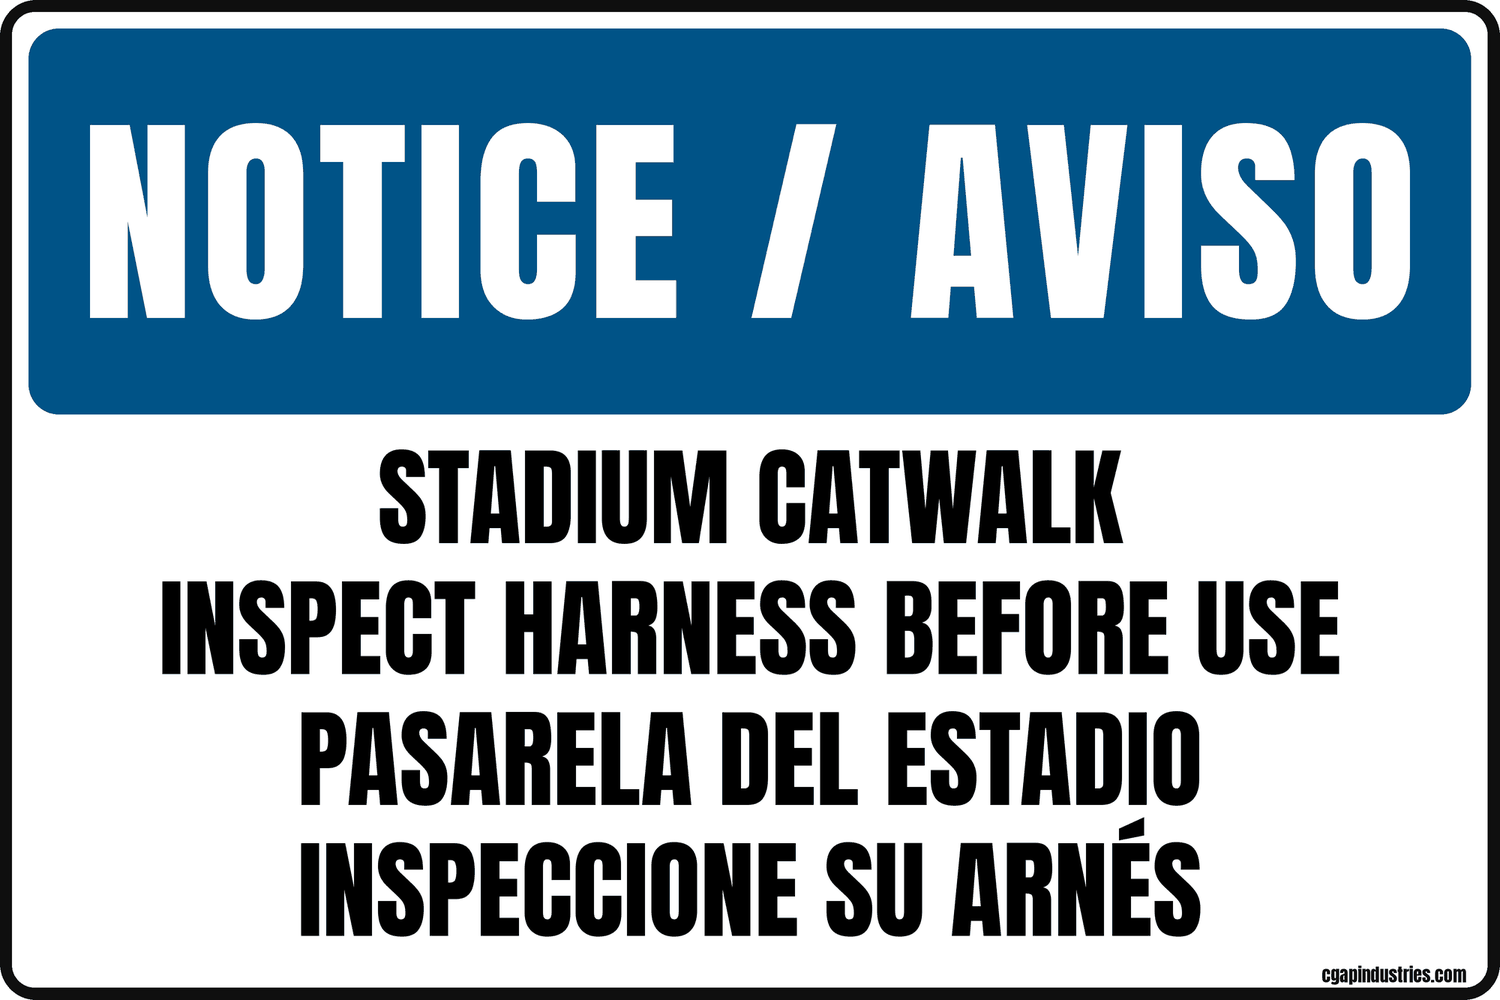 NOTICE / AVISO
STADIUM CATWALK
INSPECT HARNESS BEFORE USE
PASARELA DEL ESTADIO
INSPECCIONE SU ARNÉS
cgapindustries.com